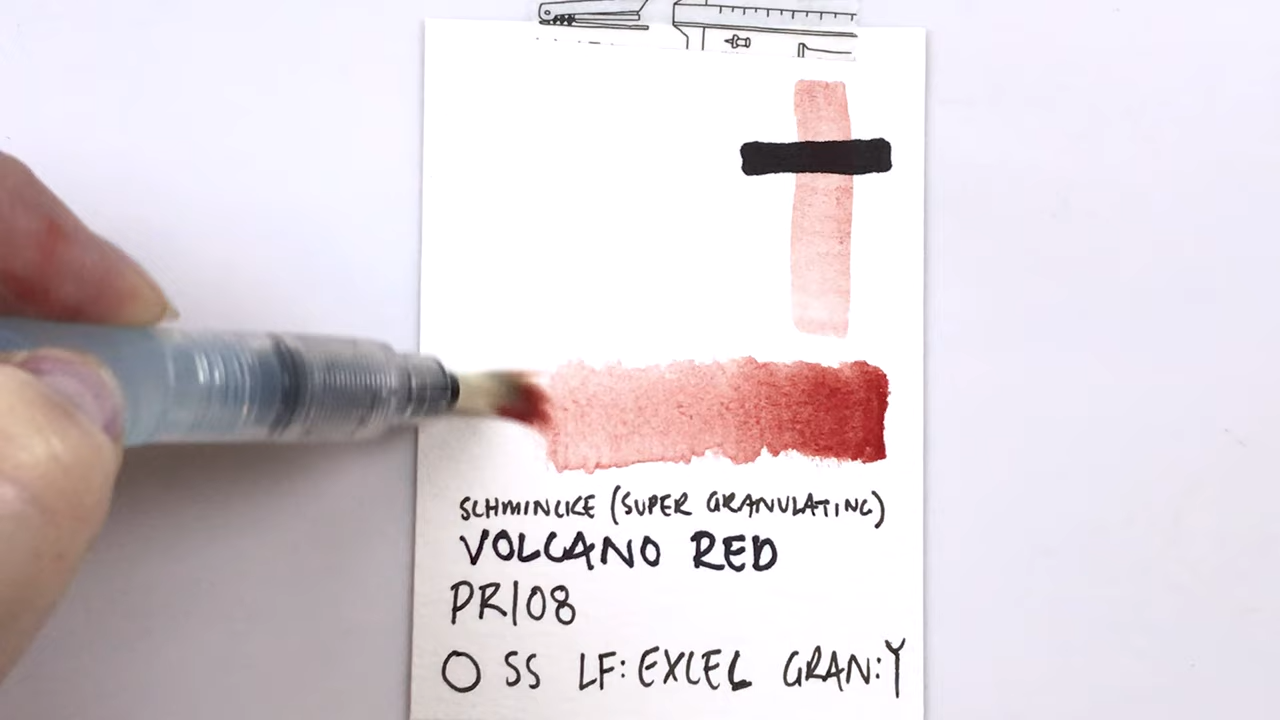 SCHMINCKE (SUPER GRANULATING)
VOLCANO RED
PR108
O SS LF: EXCEL GRAN: Y